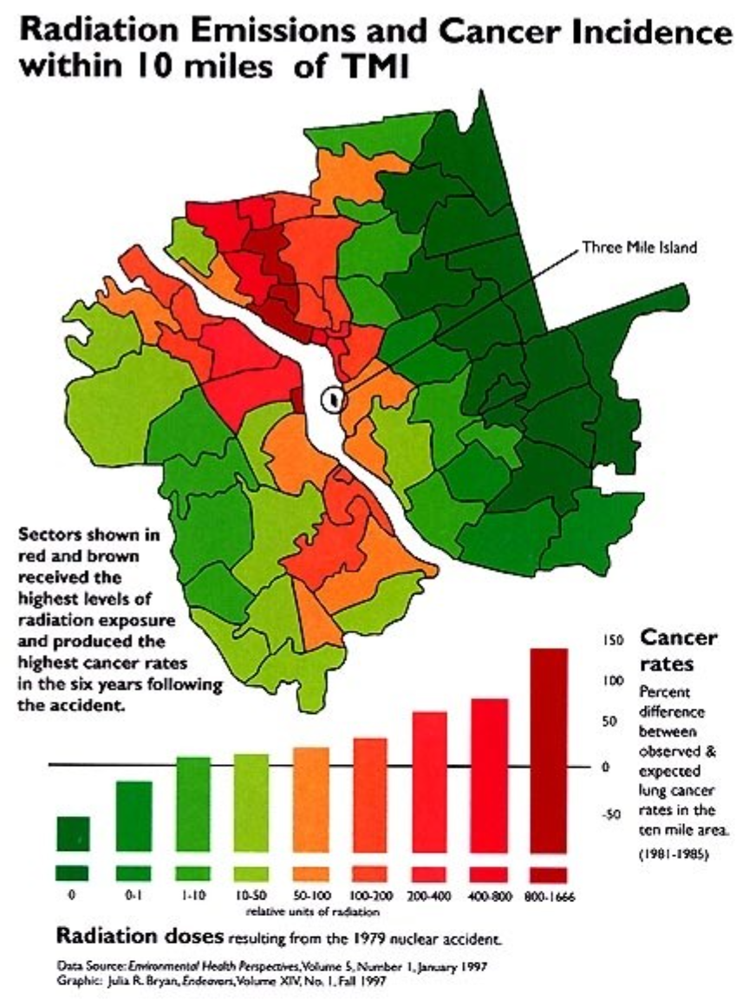 Radiation Emissions and Cancer Incidence
within 10 miles of TMI
Three Mile Island
Sectors shown in
red and brown
received the
highest levels of
radiation exposure
and produced the
highest cancer rates
in the six years following
the accident.
150
100
50
0
-50
Cancer
rates
Percent
difference
between
observed &
expected
lung cancer
rates in the
ten mile area.
(1981-1985)
0 0-1 1-10 10-50 50-100 100-200 200-400 400-800 800-1666
relative units of radiation
Radiation doses resulting from the 1979 nuclear accident.
Data Source: Environmental Health Perspectives, Volume 5, Number 1, January 1997
Graphic: Julia R. Bryan, Endeavors, Volume XIV, No. 1, Fall 1997